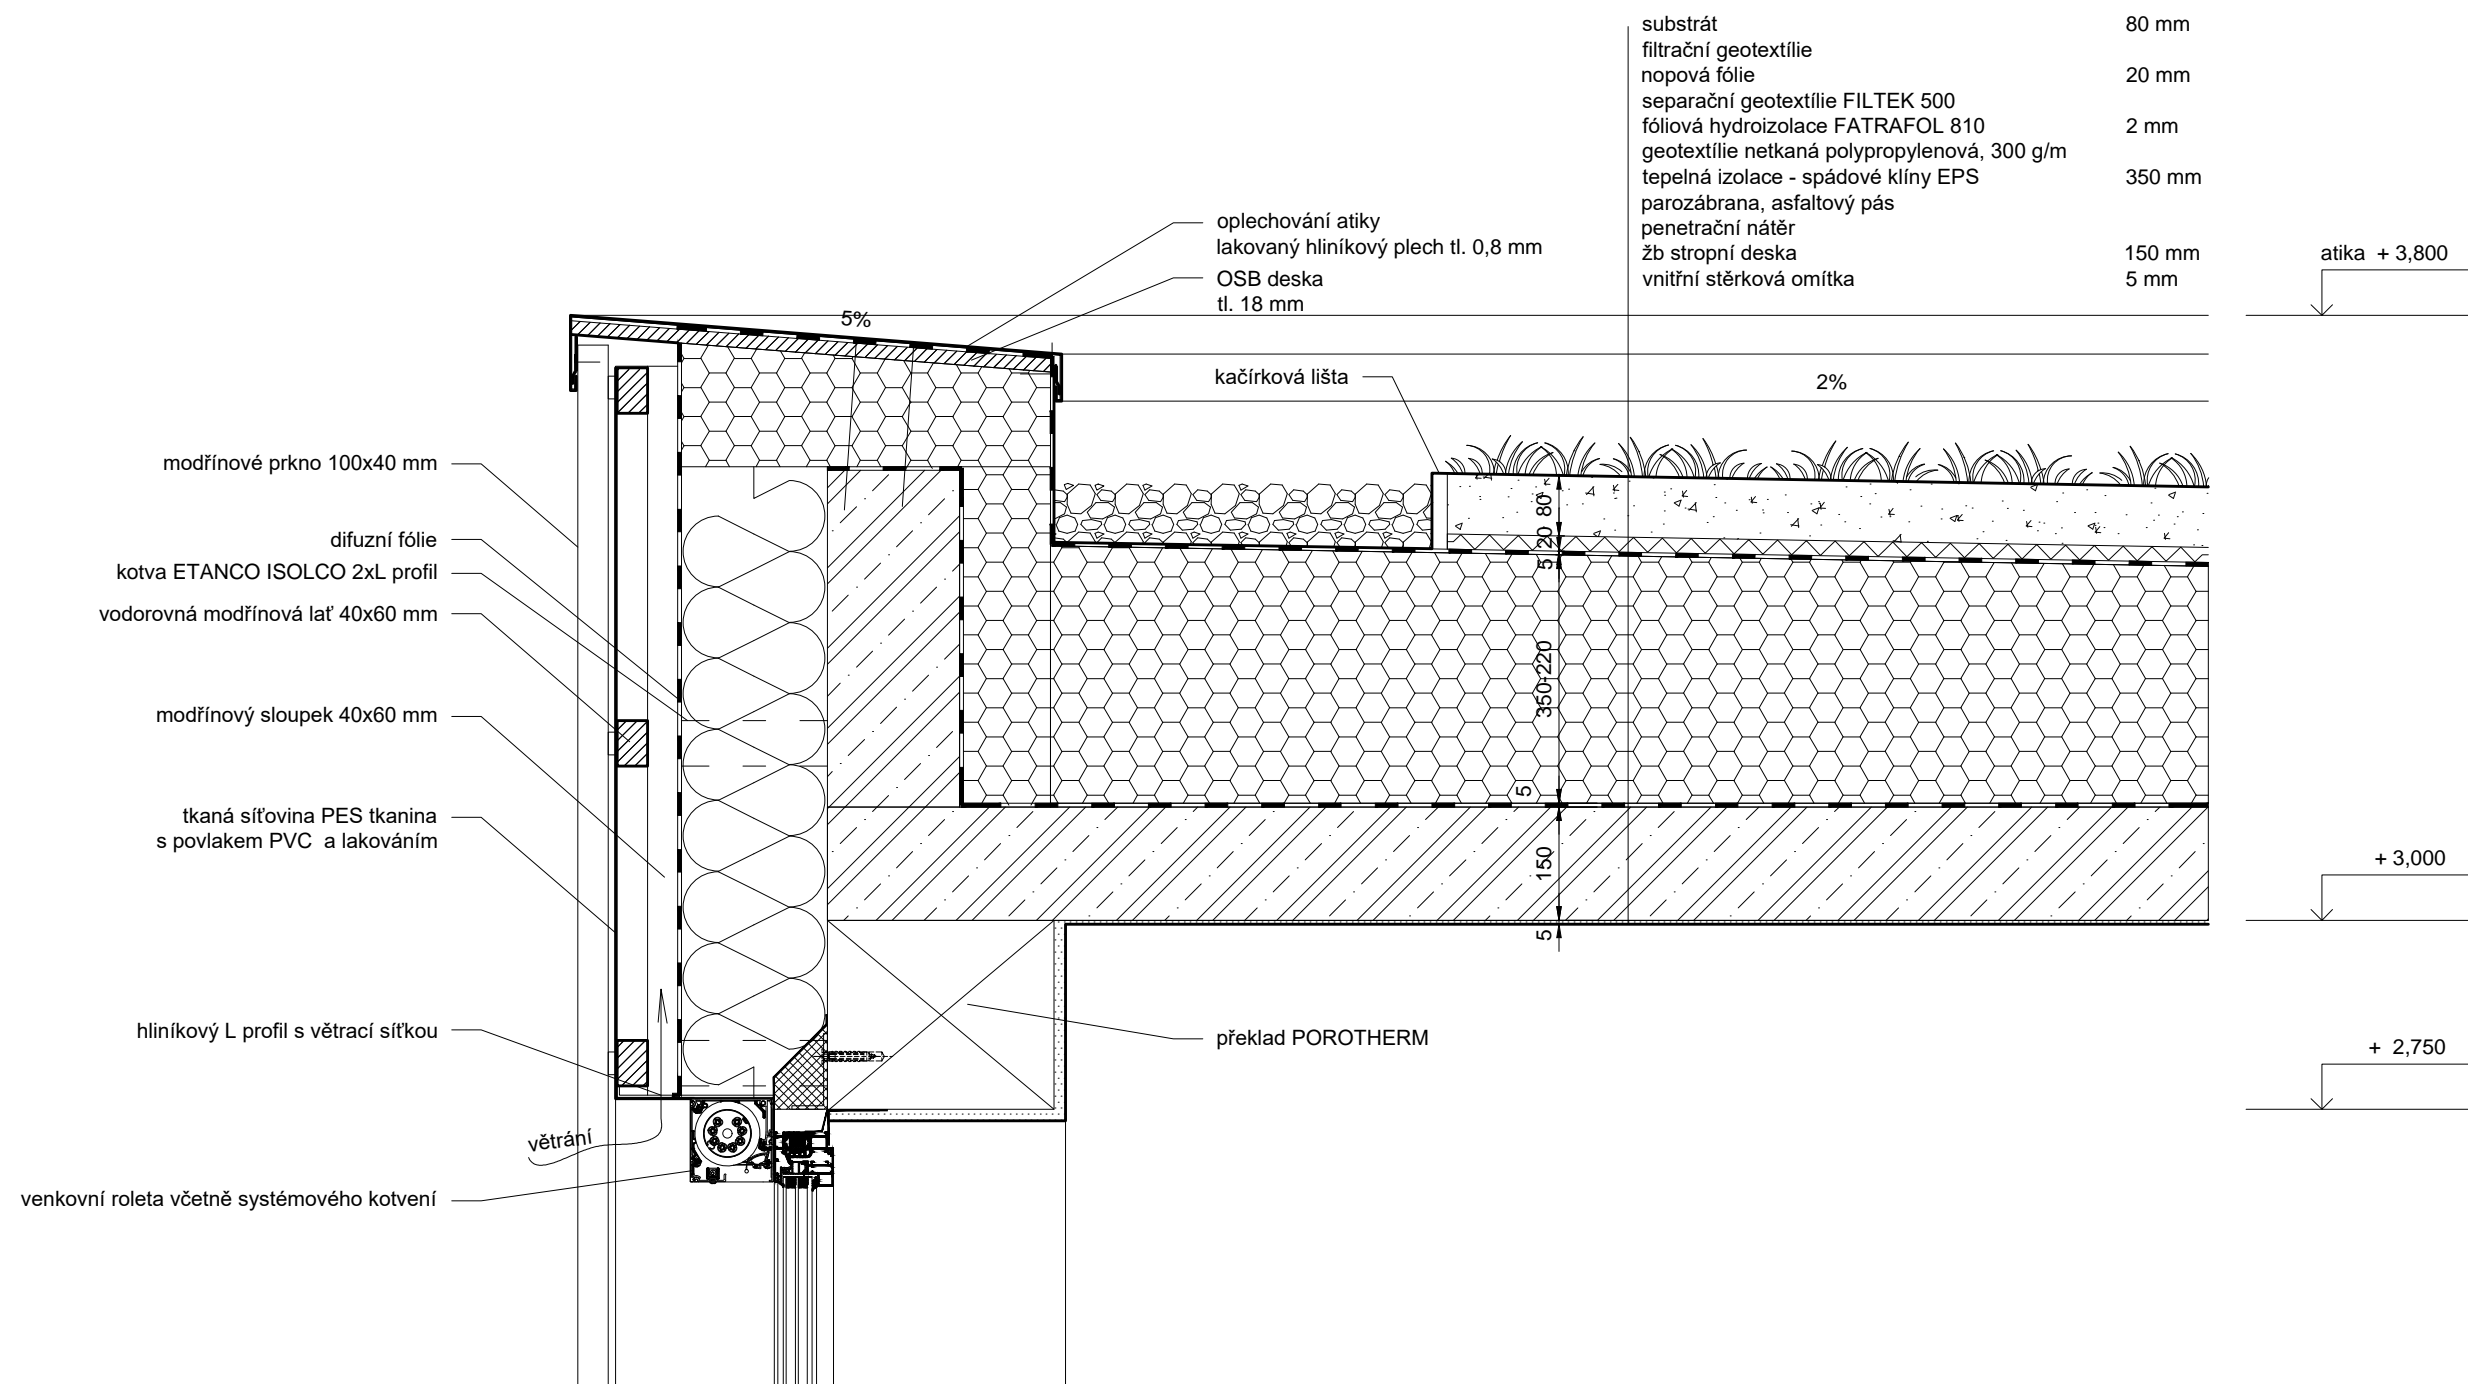 substrát 80 mm
filtrační geotextílie
nopová fólie 20 mm
separační geotextílie FILTEK 500
fóliová hydroizolace FATRAFOL 810 2 mm
geotextílie netkaná polypropylenová, 300 g/m
tepelná izolace - spádové klíny EPS 350 mm
parozábrana, asfaltový pás
penetrační nátěr
žb stropní deska 150 mm
vnitřní stěrková omítka 5 mm
atika + 3,800
oplechování atiky
lakovaný hliníkový plech tl. 0,8 mm
OSB deska
tl. 18 mm
5%
kačírková lišta
2%
modřínové prkno 100x40 mm
difuzní fólie
kotva ETANCO ISOLCO 2xL profil
vodorovná modřínová lať 40x60 mm
modřínový sloupek 40x60 mm
tkaná síťovina PES tkanina
s povlakem PVC a lakováním
hliníkový L profil s větrací síťkou
větrání
venkovní roleta včetně systémového kotvení
80
20
5
350-220
5
150
5
překlad POROTHERM
+ 3,000
+ 2,750